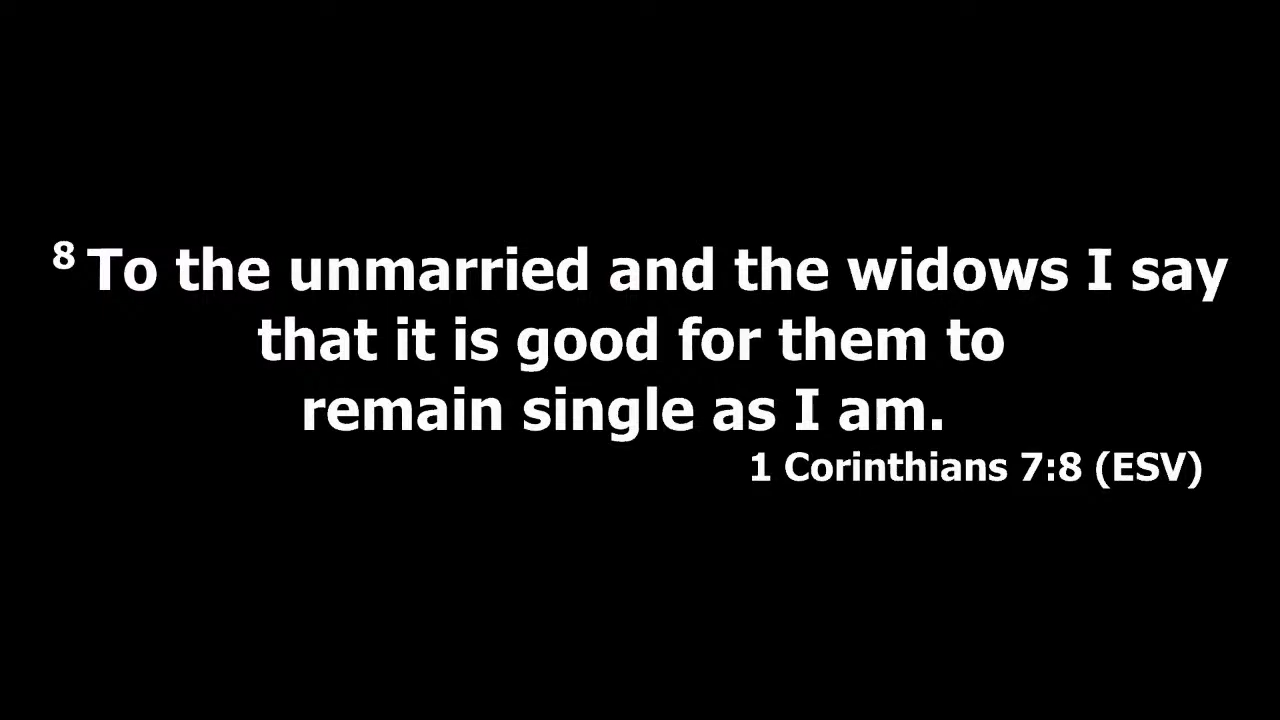 8 To the unmarried and the widows I say
that it is good for them to
remain single as I am.
1 Corinthians 7:8 (ESV)